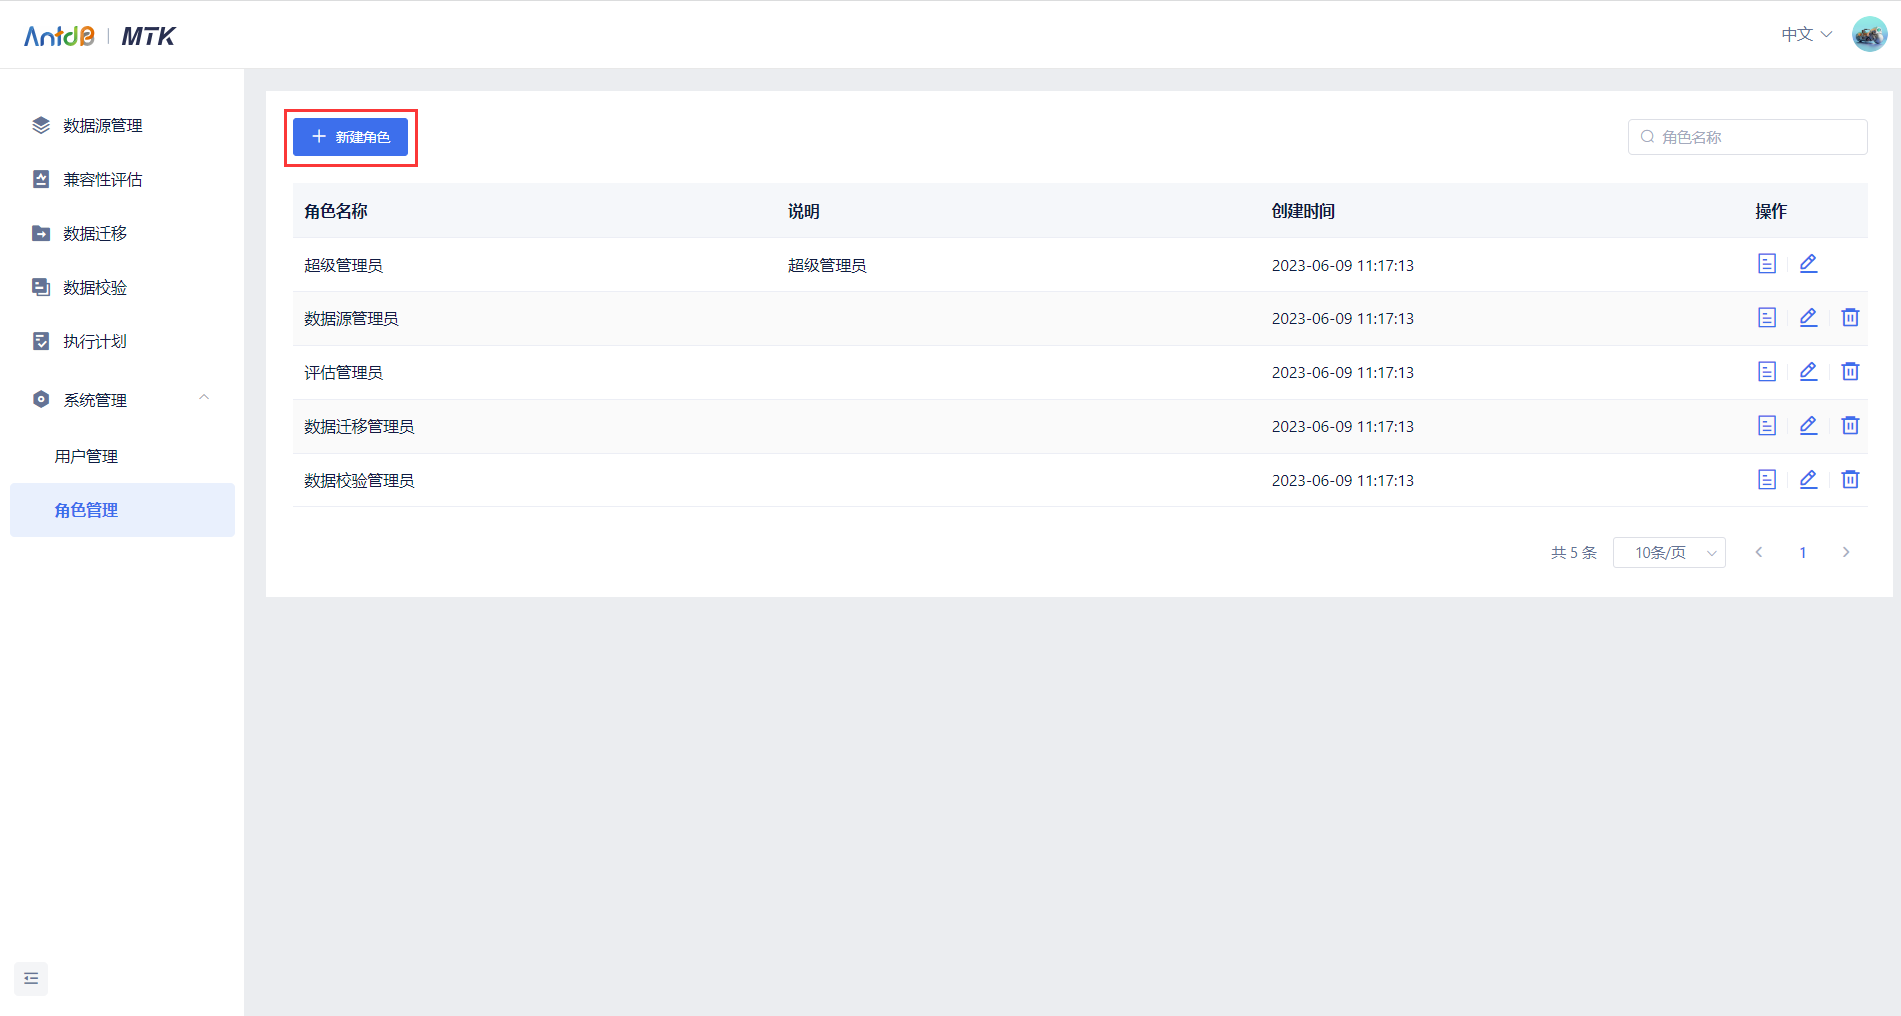 AntdB | MTK
中文
数据源管理
兼容性评估
数据迁移
数据校验
执行计划
系统管理
用户管理
角色管理
新建角色
角色名称
角色名称 说明 创建时间 操作
超级管理员 超级管理员 2023-06-09 11:17:13
数据源管理员 2023-06-09 11:17:13
评估管理员 2023-06-09 11:17:13
数据迁移管理员 2023-06-09 11:17:13
数据校验管理员 2023-06-09 11:17:13
共 5 条 10条/页 1